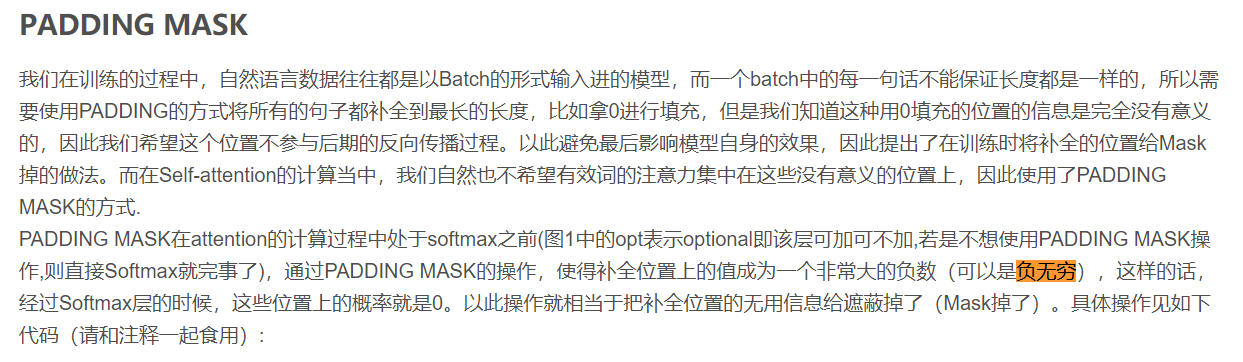 PADDING MASK
我们在训练的过程中，自然语言数据往往都是以Batch的形式输入进的模型，而一个batch中的每一句话不能保证长度都是一样的，所以需
要使用PADDING的方式将所有的句子都补全到最长的长度，比如拿0进行填充，但是我们知道这种用0填充的位置的信息是完全没有意义
的，因此我们希望这个位置不参与后期的反向传播过程。以此避免最后影响模型自身的效果，因此提出了在训练时将补全的位置给Mask
掉的做法。而在Self-attention的计算当中，我们自然也不希望有效词的注意力集中在这些没有意义的位置上，因此使用了PADDING
MASK的方式.
PADDING MASK在attention的计算过程中处于softmax之前(图1中的opt表示optional即该层可加可不加,若是不想使用PADDING MASK操
作,则直接Softmax就完事了)，通过PADDING MASK的操作，使得补全位置上的值成为一个非常大的负数（可以是负无穷），这样的话，
经过Softmax层的时候，这些位置上的概率就是0。以此操作就相当于把补全位置的无用信息给遮蔽掉了（Mask掉了）。具体操作见如下
代码（请和注释一起食用）: